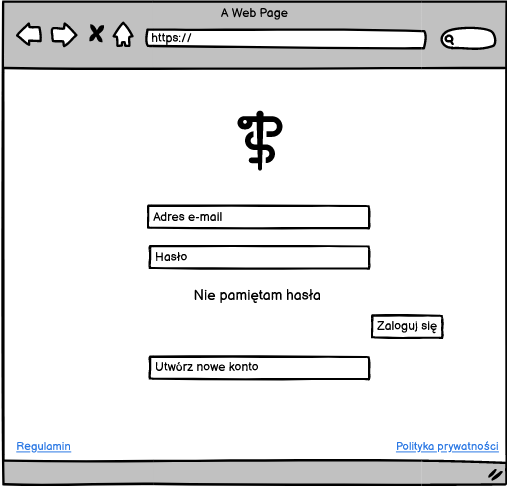 A Web Page
https://
Adres e-mail
Hasło
Nie pamiętam hasła
Zaloguj się
Utwórz nowe konto
Regulamin
Polityka prywatności